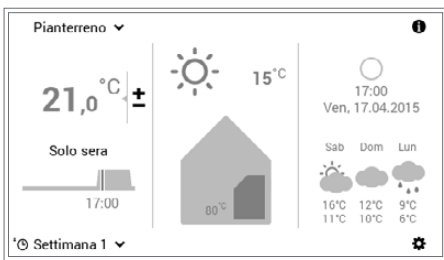 Pianterreno
21,0 °C ±
Solo sera
17:00
Settimana 1
15°C
00°C
17:00
Ven, 17.04.2015
Sab Dom Lun
16°C 12°C 9°C
11°C 10°C 6°C